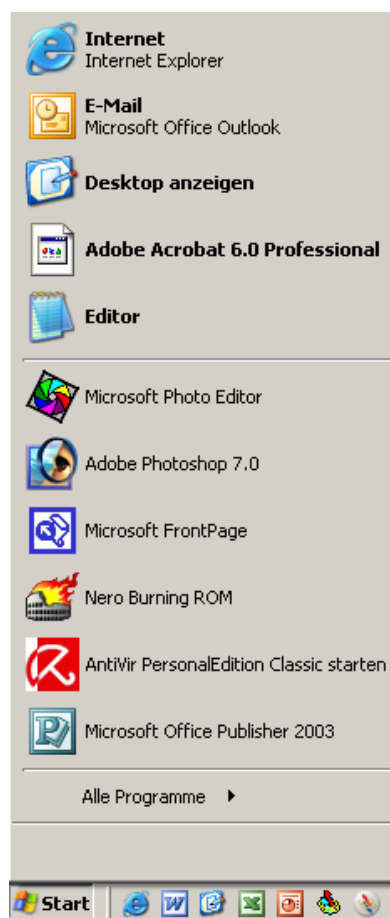 Internet
Internet Explorer
E-Mail
Microsoft Office Outlook
Desktop anzeigen
Adobe Acrobat 6.0 Professional
Editor
Microsoft Photo Editor
Adobe Photoshop 7.0
Microsoft FrontPage
Nero Burning ROM
AntiVir PersonalEdition Classic starten
Microsoft Office Publisher 2003
Alle Programme
Start